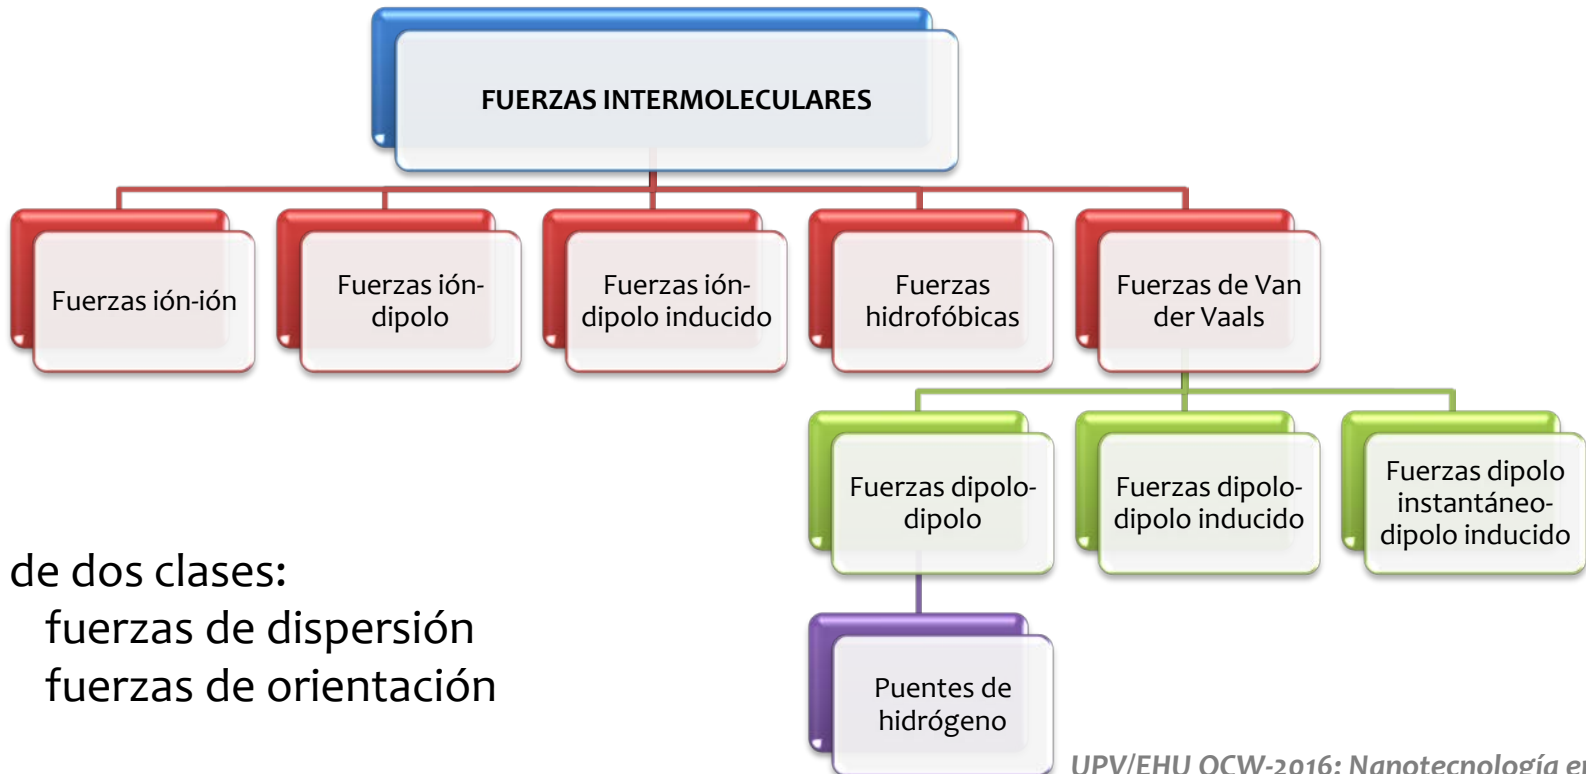 FUERZAS INTERMOLECULARES
Fuerzas ión-ión
Fuerzas ión-
dipolo
Fuerzas ión-
dipolo inducido
Fuerzas
hidrofóbicas
Fuerzas de Van
der Vaals
Fuerzas dipolo-
dipolo
Fuerzas dipolo-
dipolo inducido
Fuerzas dipolo
instantáneo-
dipolo inducido
Puentes de
hidrógeno
de dos clases:
fuerzas de dispersión
fuerzas de orientación
UPV/EHU OCW-2016: Nanotecnología en